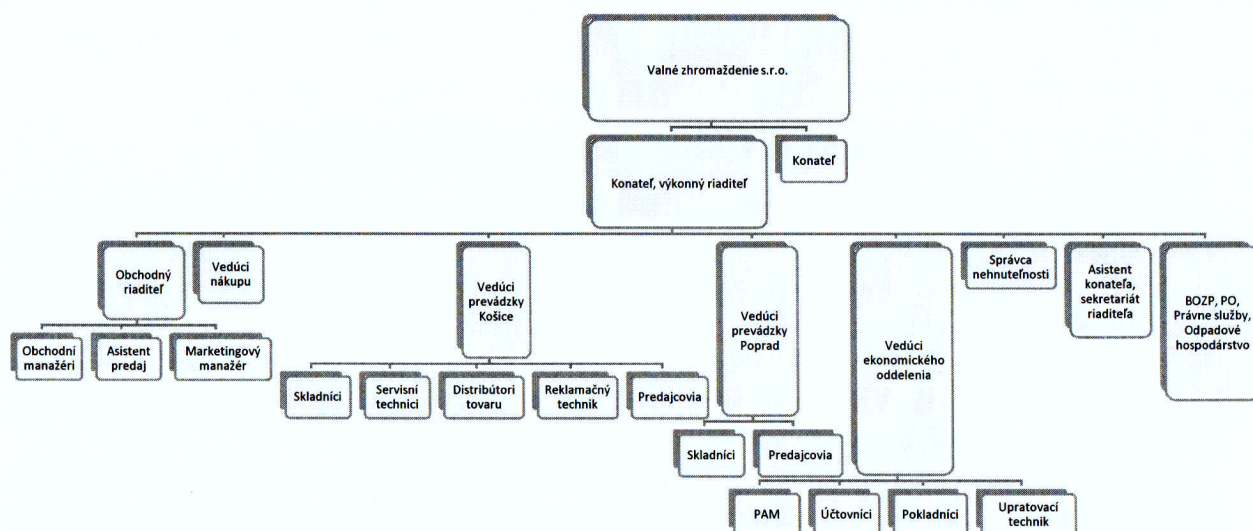 Valné zhromaždenie s.r.o.
Konateľ, výkonný riaditeľ
Konateľ
Obchodný
riaditeľ
Vedúci
nákupu
Vedúci
prevádzky
Košice
Vedúci
prevádzky
Poprad
Vedúci
ekonomického
oddelenia
Správca
nehnuteľnosti
Asistent
konateľa,
sekretariát
riaditeľa
BOZP, PO,
Právne služby,
Odpadové
hospodárstvo
Obchodní
manažéri
Asistent
predaj
Marketingový
manažér
Skladníci
Servisní
technici
Distribútori
tovaru
Reklamačný
technik
Predajcovia
Skladníci
Predajcovia
PAM
Účtovníci
Pokladníci
Upratovací
technik